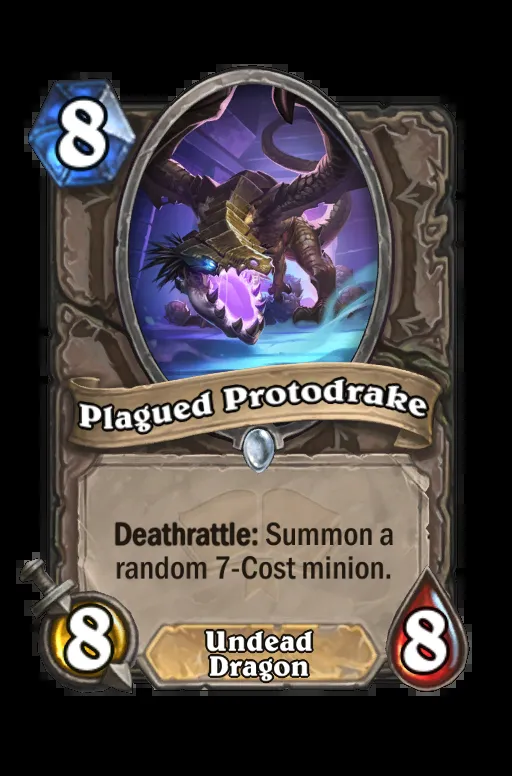 8
Plagued Protodrake
Deathrattle: Summon a
random 7-Cost minion.
8
Undead
Dragon
8